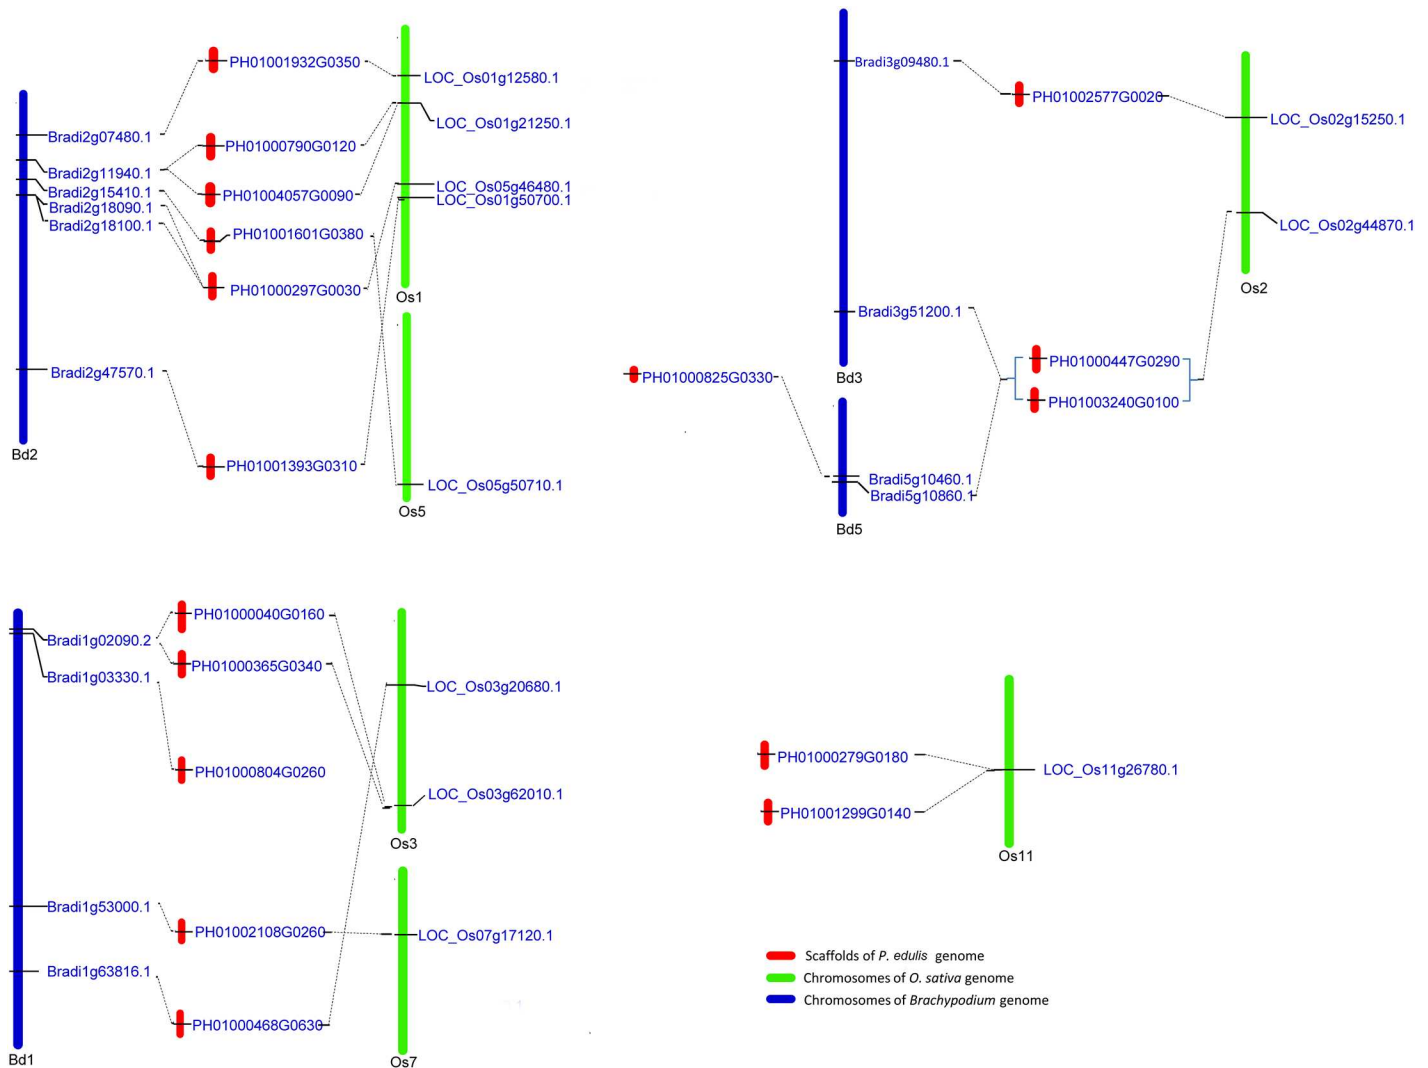 PH01001932G0350
LOC_Os01g12580.1
LOC_Os01g21250.1
Bradi2g07480.1
PH01000790G0120
Bradi2g11940.1
Bradi2g15410.1
Bradi2g18090.1
Bradi2g18100.1
PH01004057G0090
LOC_Os05g46480.1
LOC_Os01g50700.1
PH01001601G0380
PH01000297G0030
Os1
Bradi2g47570.1
Bd2
PH01001393G0310
LOC_Os05g50710.1
Os5
Bradi3g09480.1
PH01002577G0020
LOC_Os02g15250.1
LOC_Os02g44870.1
Os2
Bradi3g51200.1
PH01000447G0290
PH01003240G0100
Bd3
PH01000825G0330
Bradi5g10460.1
Bradi5g10860.1
Bd5
PH01000040G0160
Bradi1g02090.2
PH01000365G0340
Bradi1g03330.1
LOC_Os03g20680.1
PH01000804G0260
LOC_Os03g62010.1
Os3
Bradi1g53000.1
PH01002108G0260
LOC_Os07g17120.1
Bradi1g63816.1
PH01000468G0630
Bd1
Os7
PH01000279G0180
LOC_Os11g26780.1
PH01001299G0140
Os11
Scaffolds of P. edulis genome
Chromosomes of O. sativa genome
Chromosomes of Brachypodium genome